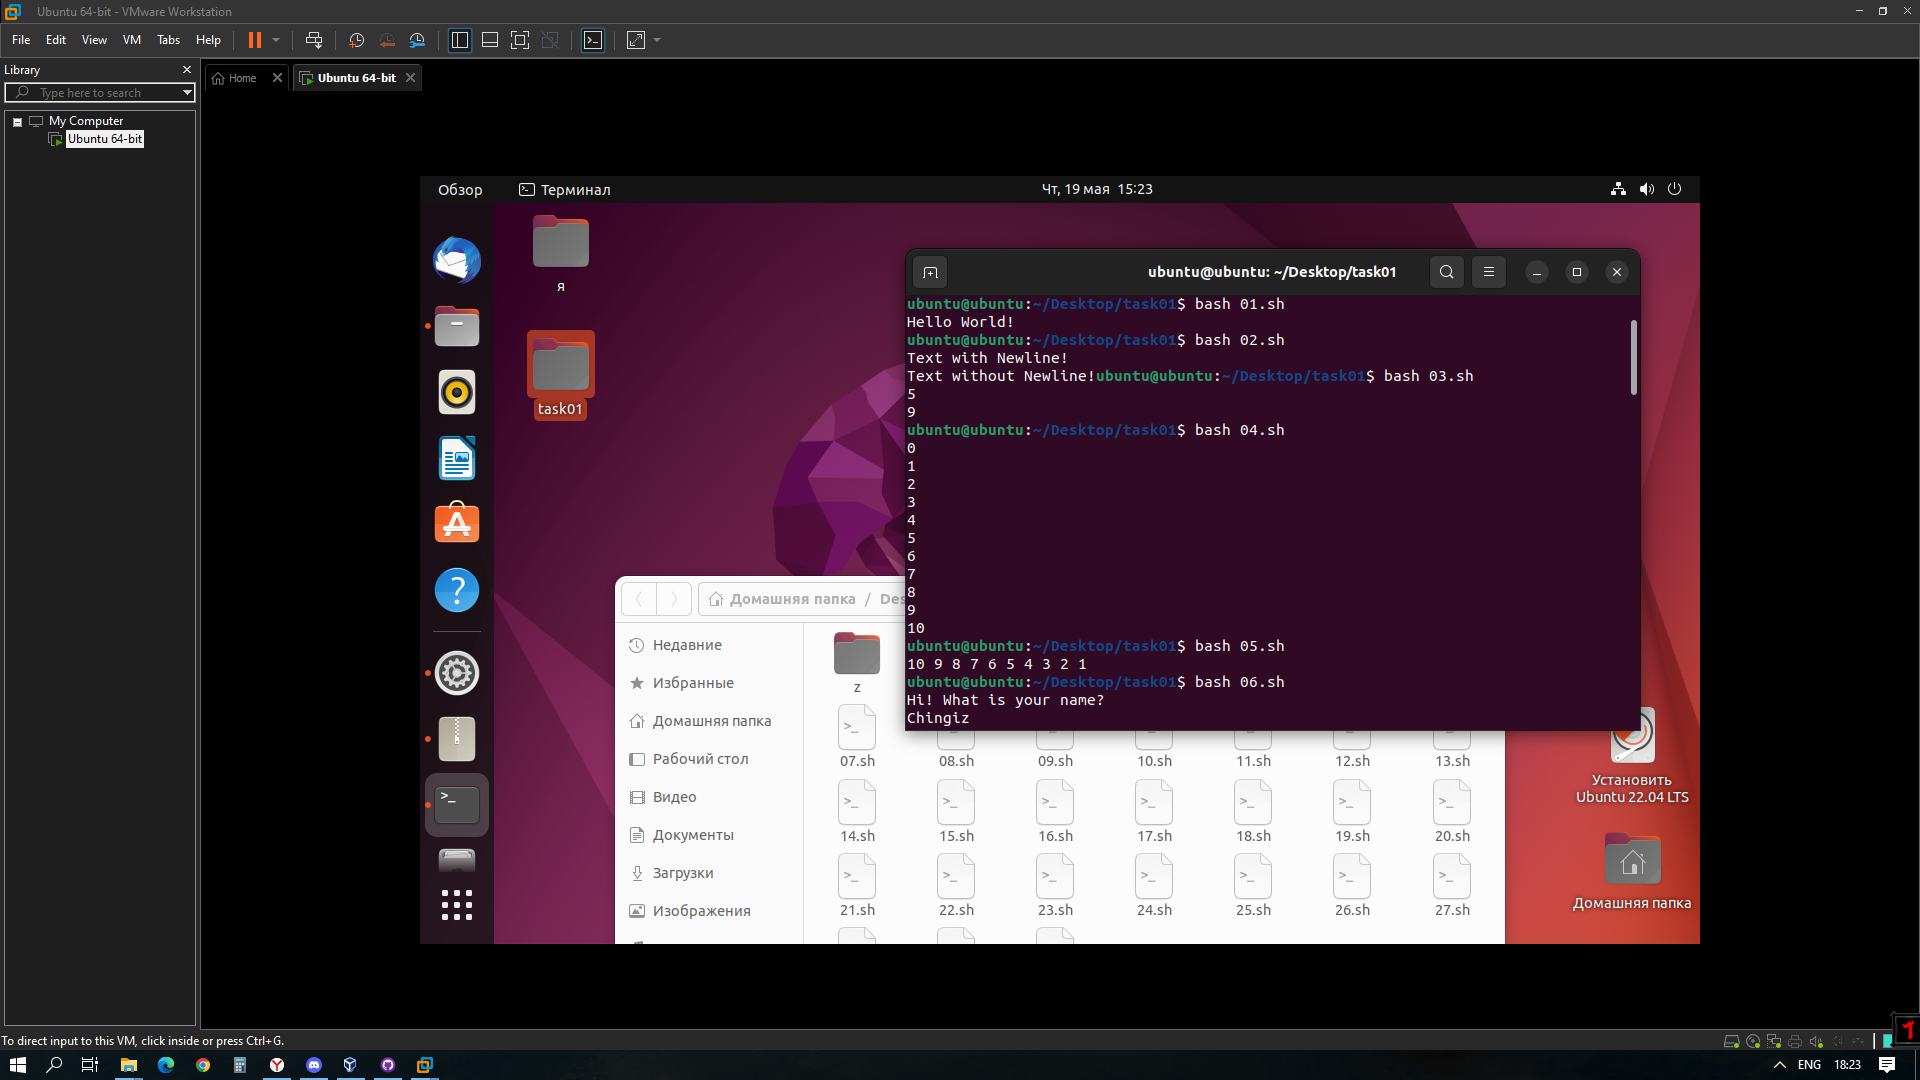 Ubuntu 64-bit - VMware Workstation
File Edit View VM Tabs Help
Library
Type here to search
My Computer
Ubuntu 64-bit
Home
Ubuntu 64-bit
Обзор
Терминал
Чт, 19 мая 15:23
я
task01
ubuntu@ubuntu: ~/Desktop/task01
ubuntu@ubuntu:~/Desktop/task01$ bash 01.sh
Hello World!
ubuntu@ubuntu:~/Desktop/task01$ bash 02.sh
Text with Newline!
Text without Newline!ubuntu@ubuntu:~/Desktop/task01$ bash 03.sh
5
9
ubuntu@ubuntu:~/Desktop/task01$ bash 04.sh
0
1
2
3
4
5
6
7
8
9
10
ubuntu@ubuntu:~/Desktop/task01$ bash 05.sh
10 9 8 7 6 5 4 3 2 1
ubuntu@ubuntu:~/Desktop/task01$ bash 06.sh
Hi! What is your name?
Chingiz
Домашняя папка / Des
Недавние
Избранные
Домашняя папка
Рабочий стол
Видео
Документы
Загрузки
Изображения
z
07.sh 08.sh 09.sh 10.sh 11.sh 12.sh 13.sh
14.sh 15.sh 16.sh 17.sh 18.sh 19.sh 20.sh
21.sh 22.sh 23.sh 24.sh 25.sh 26.sh 27.sh
Установить
Ubuntu 22.04 LTS
Домашняя папка
To direct input to this VM, click inside or press Ctrl+G.
ENG 18:23